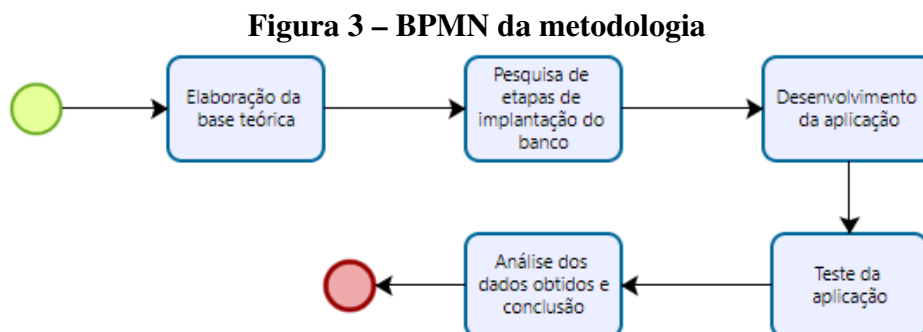 Figura 3 – BPMN da metodologia
Elaboração da
base teórica
Pesquisa de
etapas de
implantação do
banco
Desenvolvimento
da aplicação
Teste da
aplicação
Análise dos
dados obtidos e
conclusão